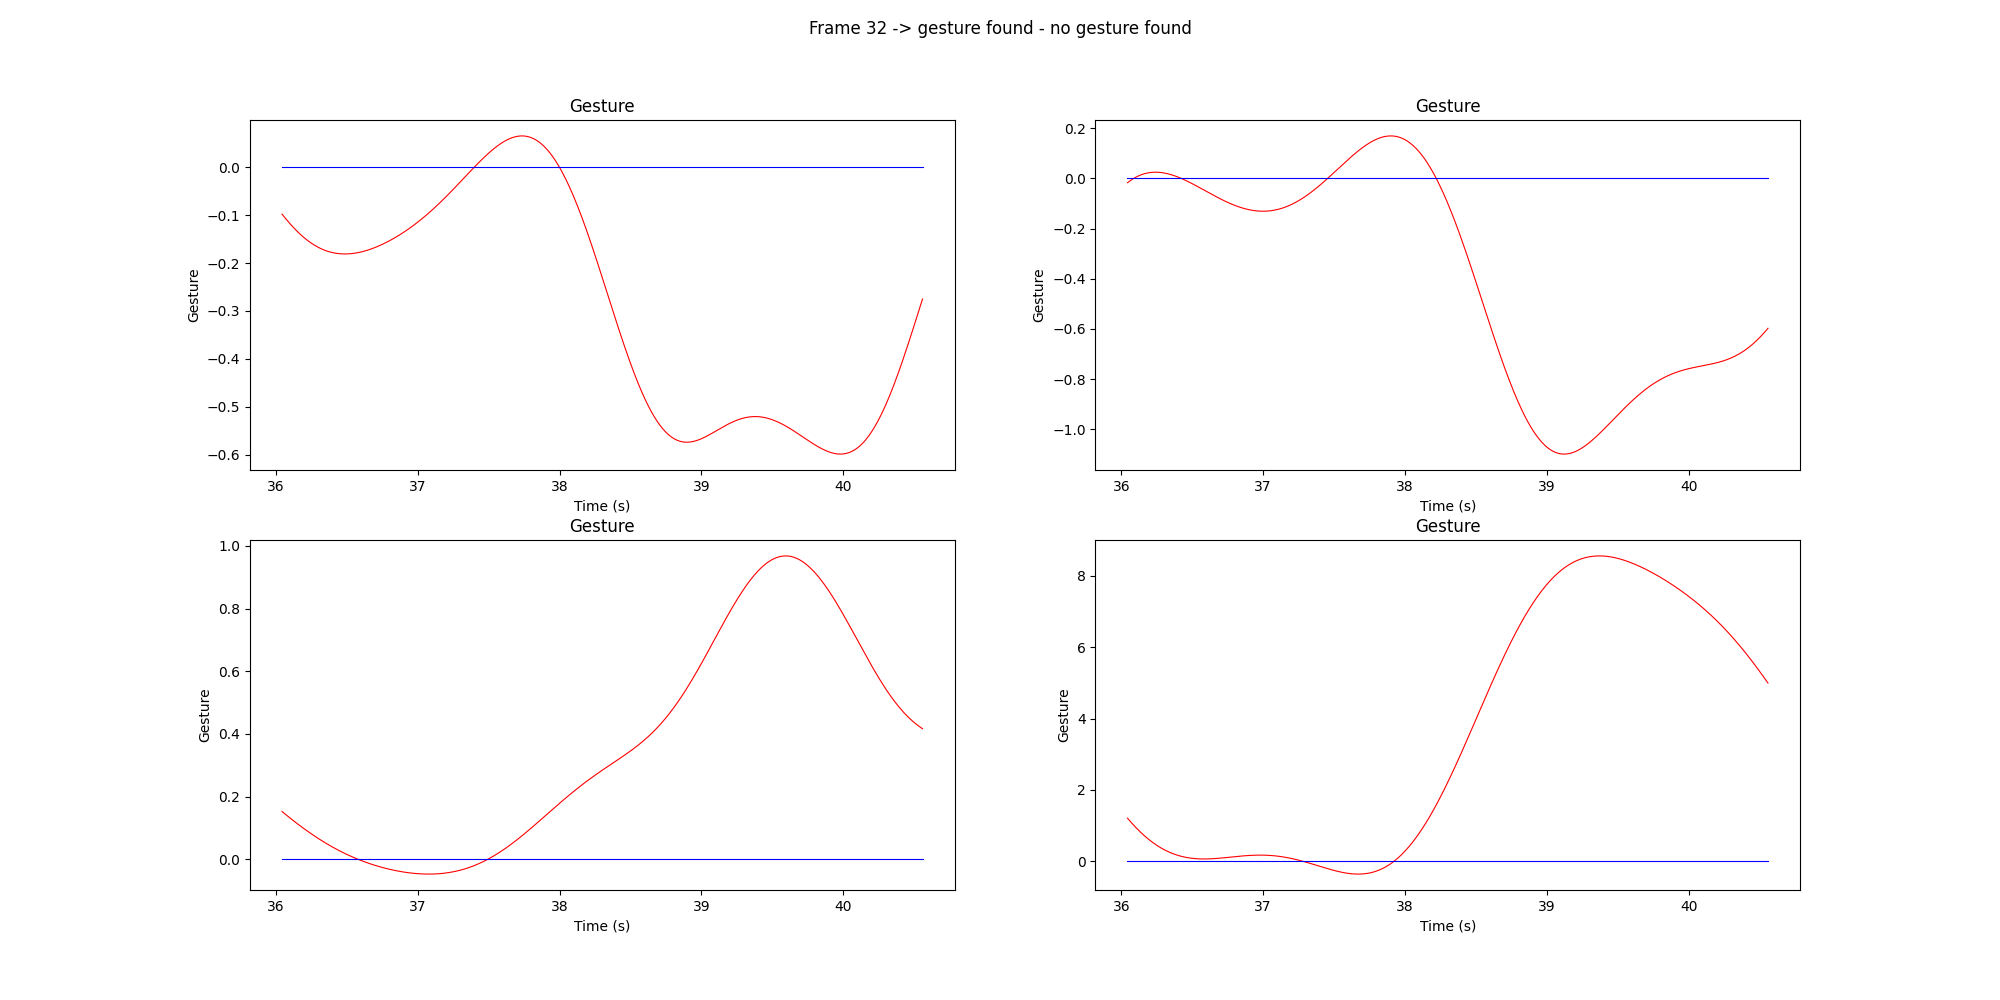 Frame 32 -> gesture found - no gesture found
Gesture
Gesture
0.0
−0.1
−0.2
−0.3
−0.4
−0.5
−0.6
36 37 38 39 40
Time (s)
Gesture
Gesture
0.2
0.0
−0.2
−0.4
−0.6
−0.8
−1.0
36 37 38 39 40
Time (s)
Gesture
Gesture
1.0
0.8
0.6
0.4
0.2
0.0
36 37 38 39 40
Time (s)
Gesture
Gesture
8
6
4
2
0
36 37 38 39 40
Time (s)